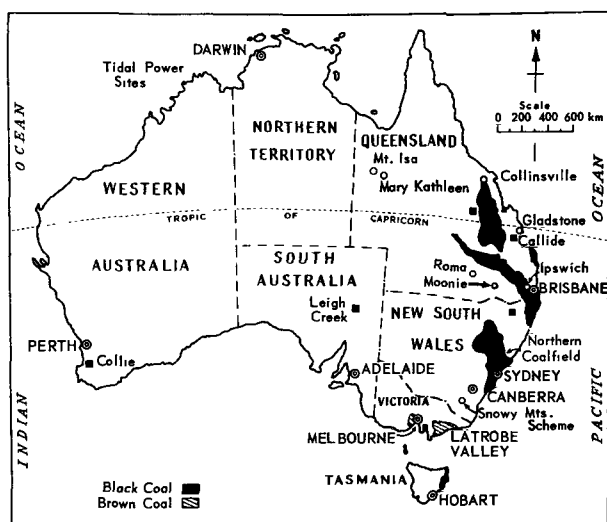 DARWIN
Tidal Power
Sites
N
Scale
0 200 400
600 km
OCEAN
OCEAN
NORTHERN
TERRITORY
QUEENSLAND
Mt. Isa
Mary Kathleen
Collinsville
WESTERN
TROPIC OF CAPRICORN
Gladstone
Callide
AUSTRALIA
SOUTH
AUSTRALIA
Roma
Moonie
Ipswich
BRISBANE
Leigh
Creek
NEW SOUTH
WALES
Northern
Coalfield
PERTH
Collie
ADELAIDE
SYDNEY
CANBERRA
VICTORIA
Snowy Mts.
Scheme
MELBOURNE
LATROBE
VALLEY
INDIAN
PACIFIC
TASMANIA
HOBART
Black Coal
Brown Coal